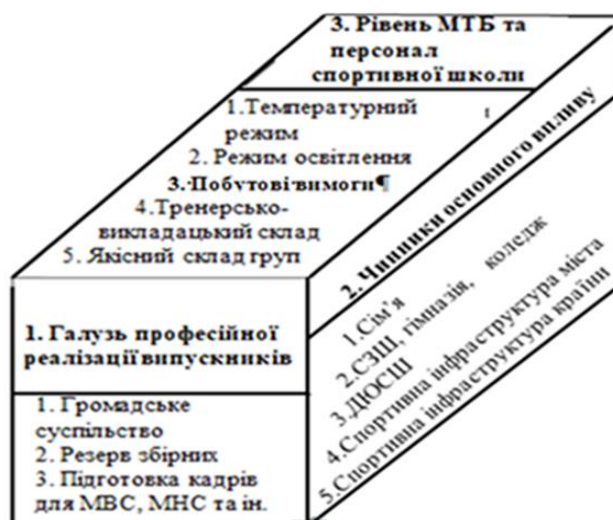 3. Рівень МТБ та
персонал
спортивної школи
1.Температурний
режим
2. Режим освітлення
3.·Побутові·вимоги¶
4.Тренерсько-
викладацький склад
5. Якісний склад груп
2. Чинники основного впливу
1.Сім’я
2.СЗШ, гімназія, коледж
3.ДЮСШ
4.Спортивна інфраструктура міста
5.Спортивна інфраструктура країни
1. Галузь професійної
реалізації випускників
1. Громадське
суспільство
2. Резерв збірних
3. Підготовка кадрів
для МВС, МНС та ін.